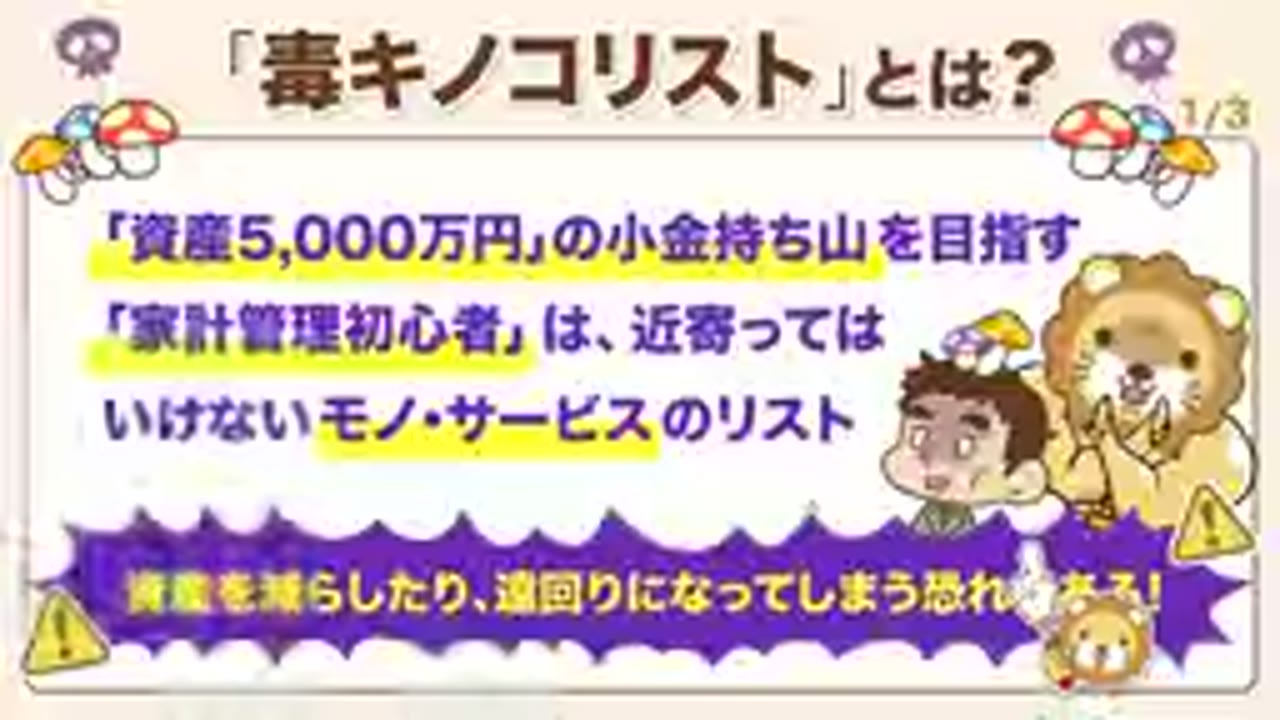 「毒キノコリスト」とは?
1/3
「資産5,000万円」の小金持ち山を目指す
「家計管理初心者」は、近寄っては
いけないモノ・サービスのリスト
資産を減らしたり、遠回りになってしまう恐れがある!